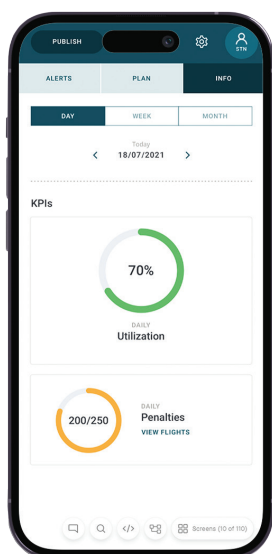 PUBLISH
STN
ALERTS PLAN INFO
DAY WEEK MONTH
Today
< 18/07/2021 >
KPIs
70%
DAILY
Utilization
200/250
DAILY
Penalties
VIEW FLIGHTS
</> Screens (10 of 110)